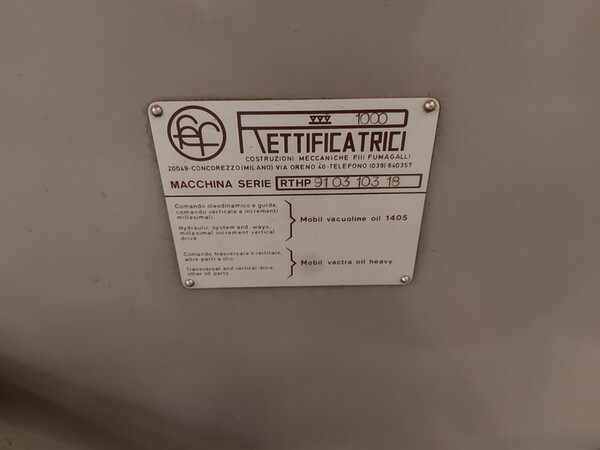 1000
RETTIFICATRICI
COSTRUZIONI MECCANICHE Flli FUMAGALLI
20049-CONCOREZZO (MILANO) VIA ORENO 40-TELEFONO (039) 640357
MACCHINA SERIE RTHP 91 03 103 18
Comando oleodinamico e guide,
comando verticale a incrementi
millesimali.
Mobil vacuoline oil 1405
Hydraulic system and ways,
millesimal increment vertical
drive.
Comando trasversale e verticale,
altre parti a olio.
Mobil vactra oil heavy
Transversal and vertical drive,
other oil parts.